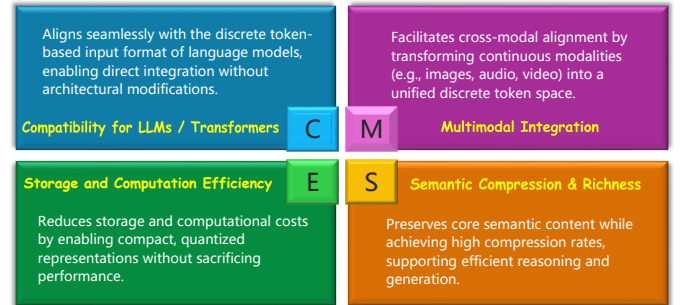 Aligns seamlessly with the discrete token-
based input format of language models,
enabling direct integration without
architectural modifications.
Compatibility for LLMs / Transformers
C
Facilitates cross-modal alignment by
transforming continuous modalities
(e.g., images, audio, video) into a
unified discrete token space.
M
Multimodal Integration
Storage and Computation Efficiency
E
Reduces storage and computational costs
by enabling compact, quantized
representations without sacrificing
performance.
S
Semantic Compression & Richness
Preserves core semantic content while
achieving high compression rates,
supporting efficient reasoning and
generation.